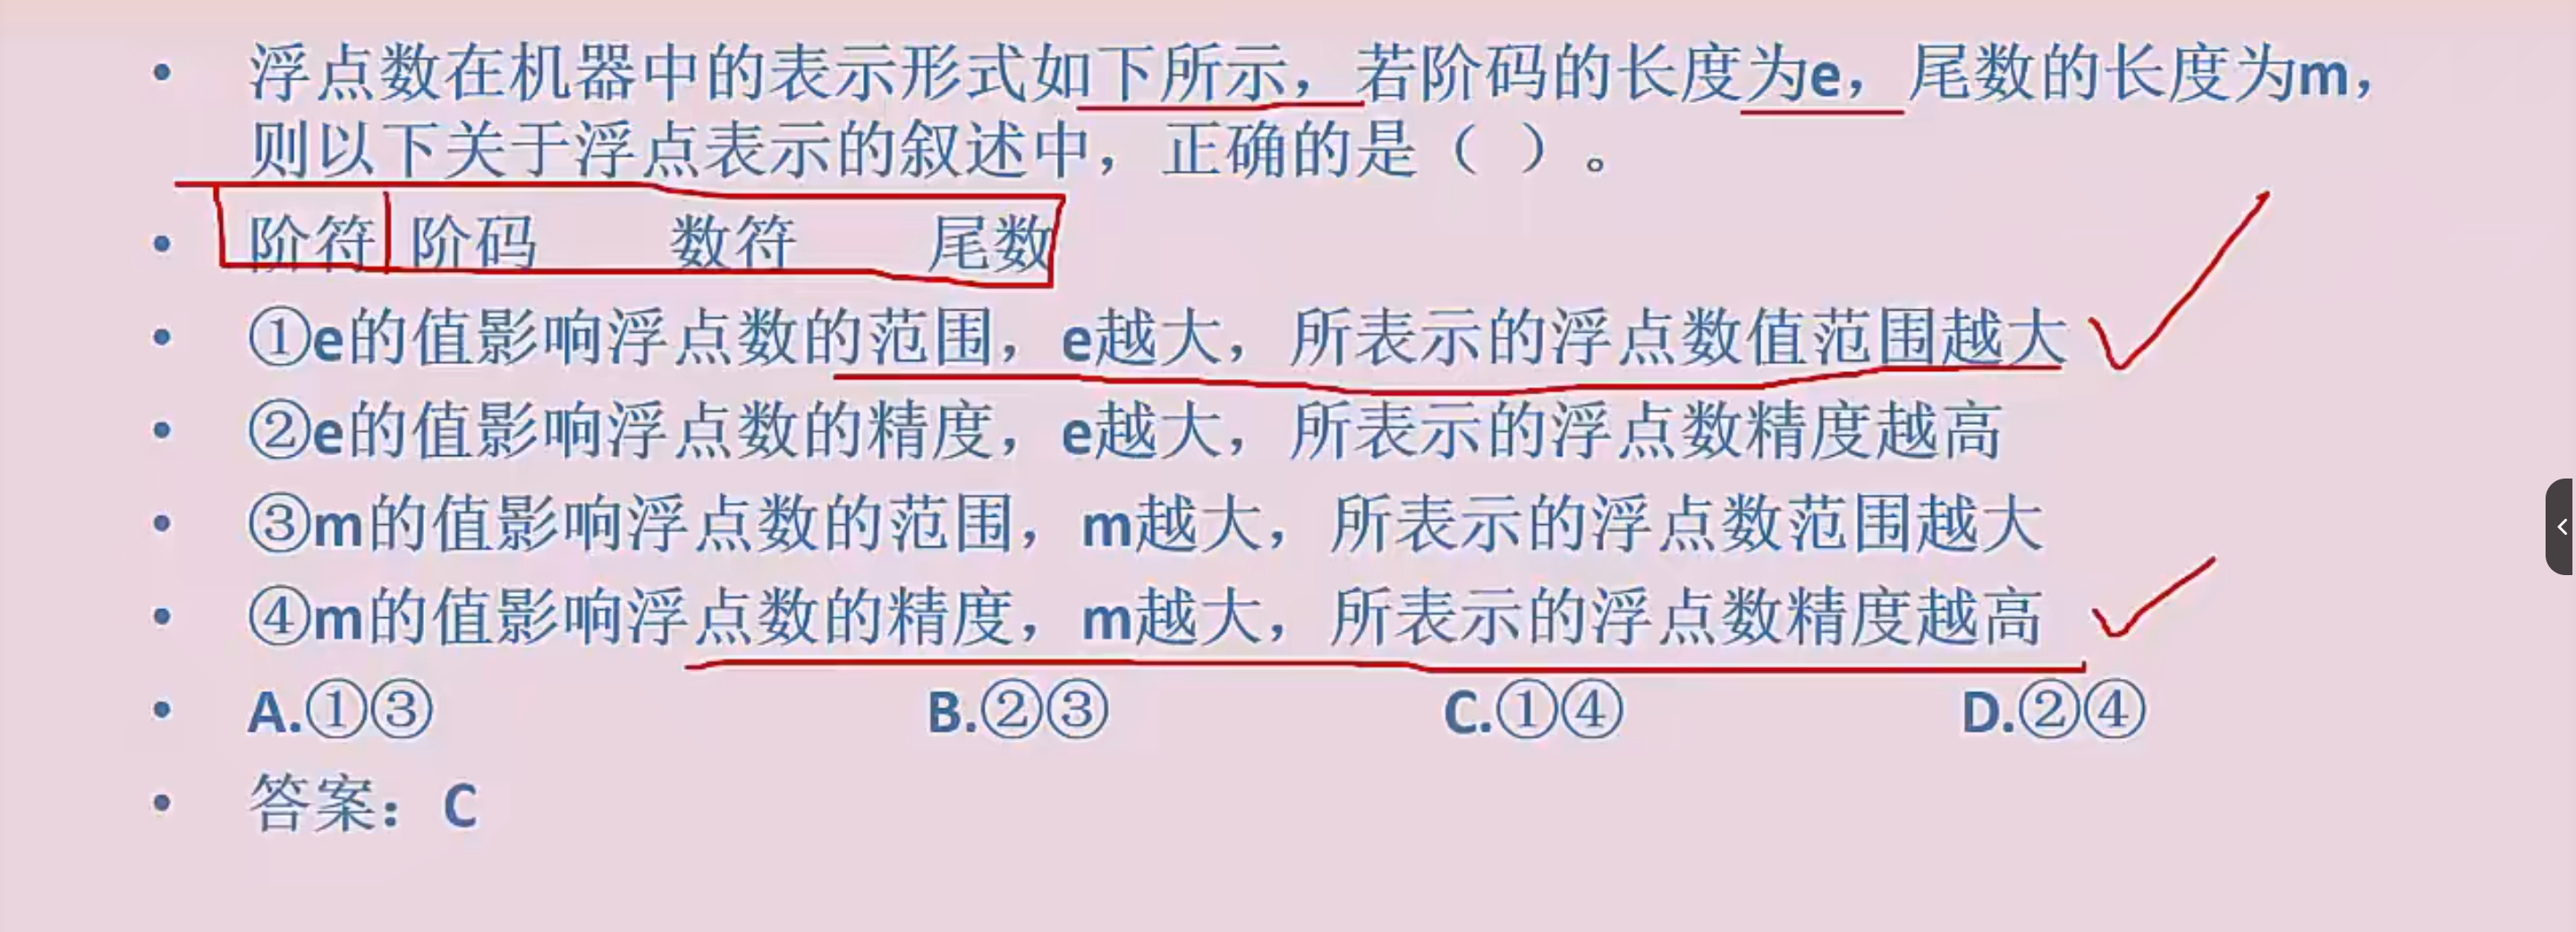 • 浮点数在机器中的表示形式如下所示，若阶码的长度为e，尾数的长度为m，
则以下关于浮点表示的叙述中，正确的是（ ）。
• 阶符 阶码 数符 尾数
• ①e的值影响浮点数的范围，e越大，所表示的浮点数值范围越大
• ②e的值影响浮点数的精度，e越大，所表示的浮点数精度越高
• ③m的值影响浮点数的范围，m越大，所表示的浮点数范围越大
• ④m的值影响浮点数的精度，m越大，所表示的浮点数精度越高
• A.①③ B.②③ C.①④ D.②④
• 答案：C